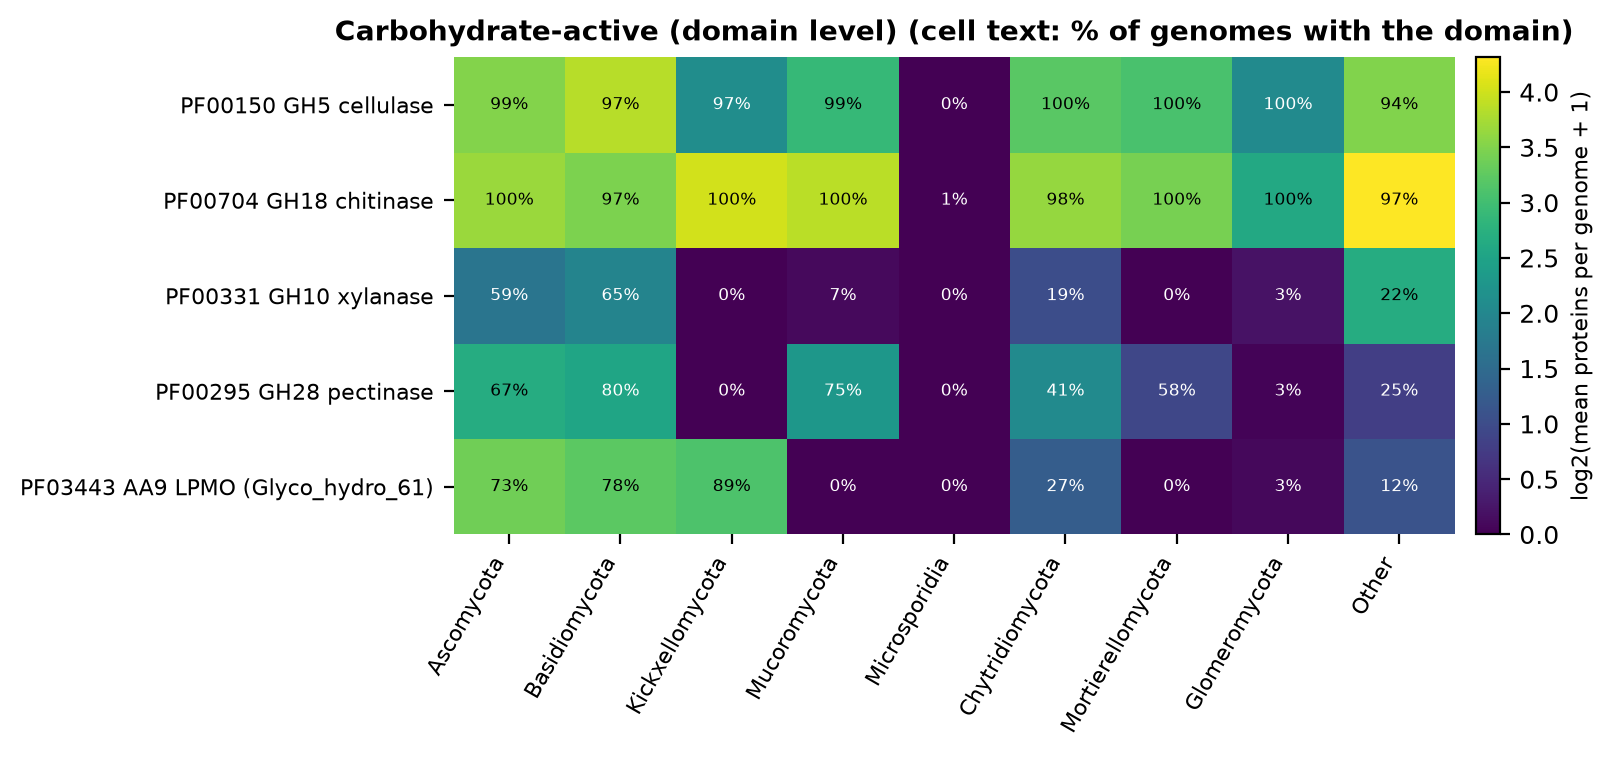 Carbohydrate-active (domain level) (cell text: % of genomes with the domain)
PF00150 GH5 cellulase 99% 97% 97% 99% 0% 100% 100% 100% 94%
PF00704 GH18 chitinase 100% 97% 100% 100% 1% 98% 100% 100% 97%
PF00331 GH10 xylanase 59% 65% 0% 7% 0% 19% 0% 3% 22%
PF00295 GH28 pectinase 67% 80% 0% 75% 0% 41% 58% 3% 25%
PF03443 AA9 LPMO (Glyco_hydro_61) 73% 78% 89% 0% 0% 27% 0% 3% 12%
Ascomycota
Basidiomycota
Kickxellomycota
Mucoromycota
Microsporidia
Chytridiomycota
Mortierellomycota
Glomeromycota
Other
4.0
3.5
3.0
2.5
2.0
1.5
1.0
0.5
0.0
log2(mean proteins per genome + 1)